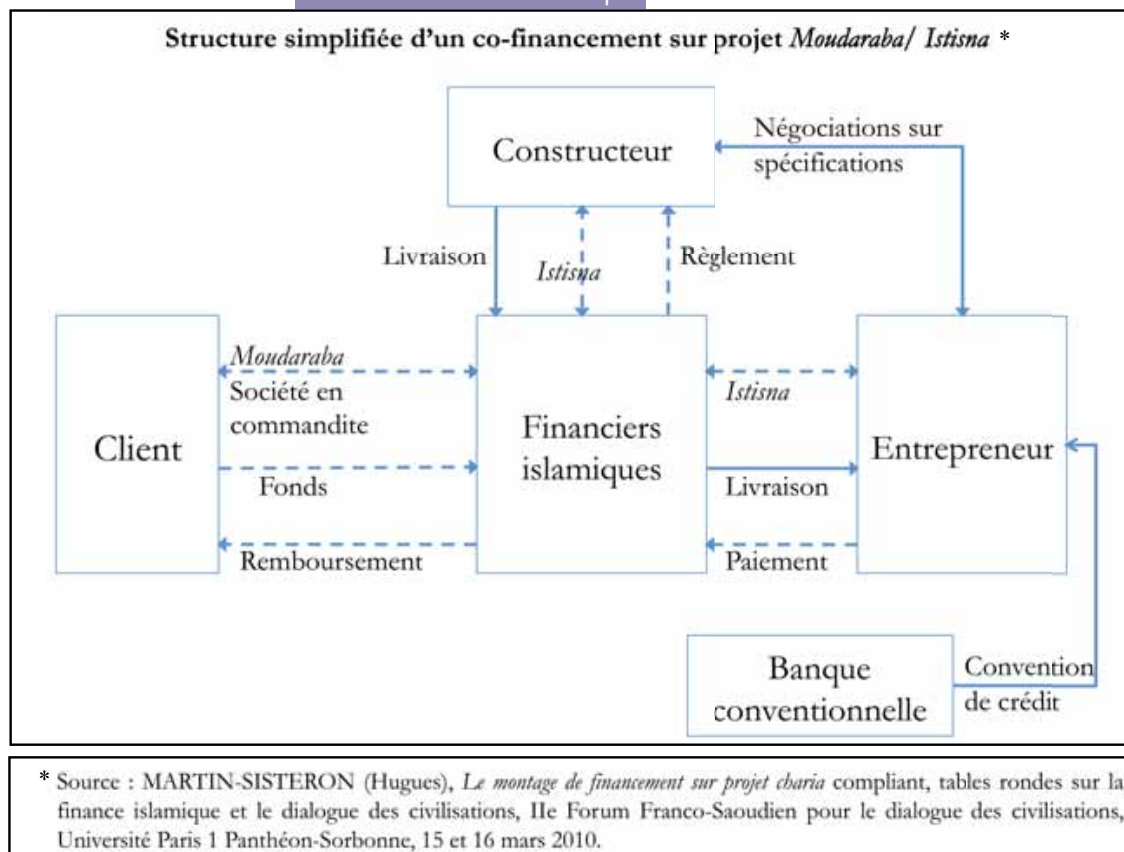 Structure simplifiée d'un co-financement sur projet Moudaraba/ Istisna *
Constructeur
Négociations sur
spécifications
Livraison
Istisna
Règlement
Client
Moudaraba
Société en
commandite
Fonds
Remboursement
Financiers
islamiques
Istisna
Livraison
Paiement
Entrepreneur
Banque
conventionnelle
Convention
de crédit
* Source : MARTIN-SISTERON (Hugues), Le montage de financement sur projet charia compliant, tables rondes sur la
finance islamique et le dialogue des civilisations, IIe Forum Franco-Saoudien pour le dialogue des civilisations,
Université Paris 1 Panthéon-Sorbonne, 15 et 16 mars 2010.